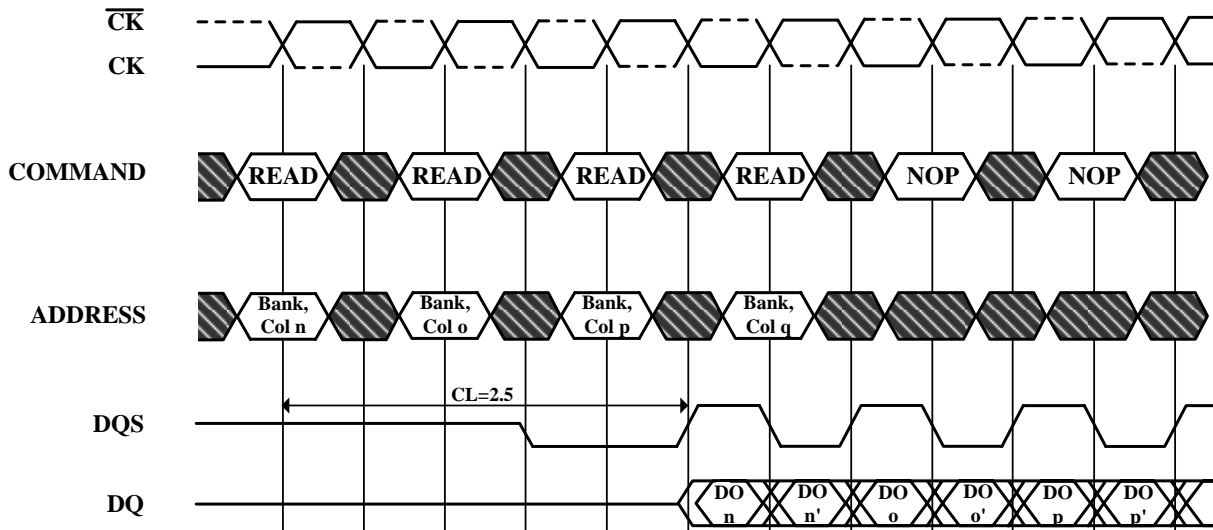 CK
CK
COMMAND
READ READ READ READ NOP NOP
ADDRESS
Bank, Col n
Bank, Col o
Bank, Col p
Bank, Col q
CL=2.5
DQS
DQ
DO n
DO n'
DO o
DO o'
DO p
DO p'